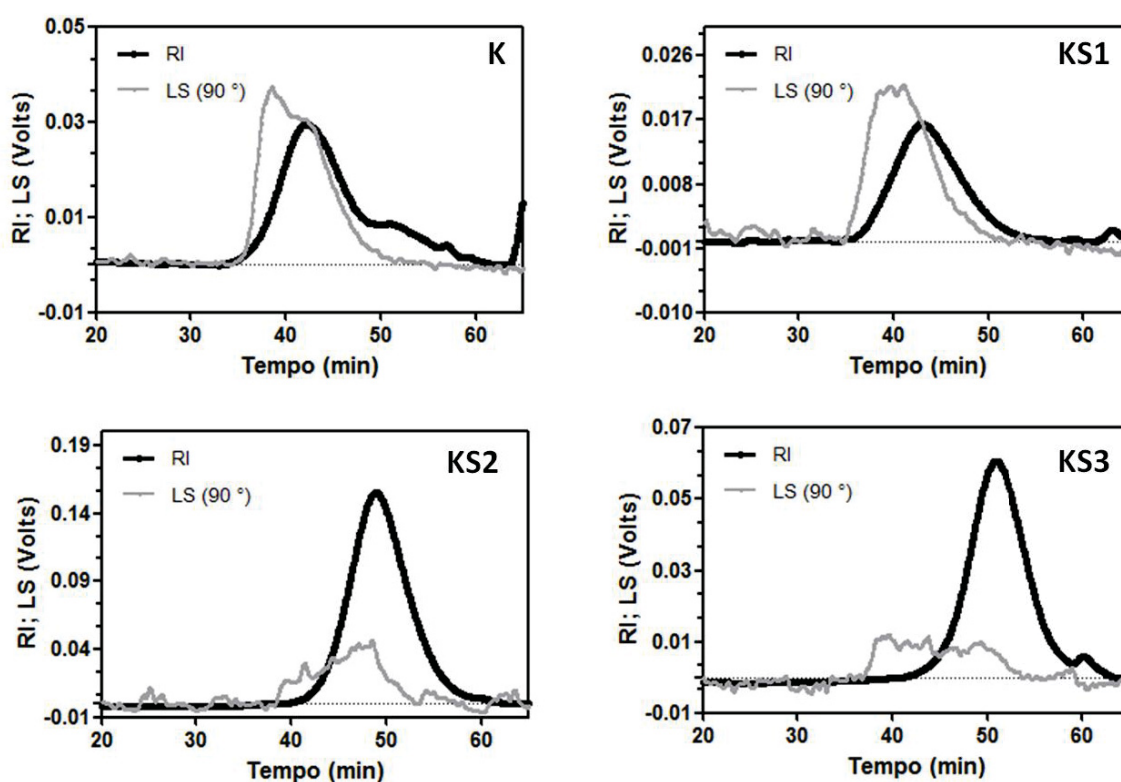 K
RI
LS (90 °)
0.05
0.03
0.01
-0.01
RI; LS (Volts)
20 30 40 50 60
Tempo (min)
KS1
RI
LS (90 °)
0.026
0.017
0.008
-0.001
-0.010
RI; LS (Volts)
20 30 40 50 60
Tempo (min)
KS2
RI
LS (90 °)
0.19
0.14
0.09
0.04
-0.01
RI; LS (Volts)
20 30 40 50 60
Tempo (min)
KS3
RI
LS (90 °)
0.07
0.05
0.03
0.01
-0.01
RI; LS (Volts)
20 30 40 50 60
Tempo (min)